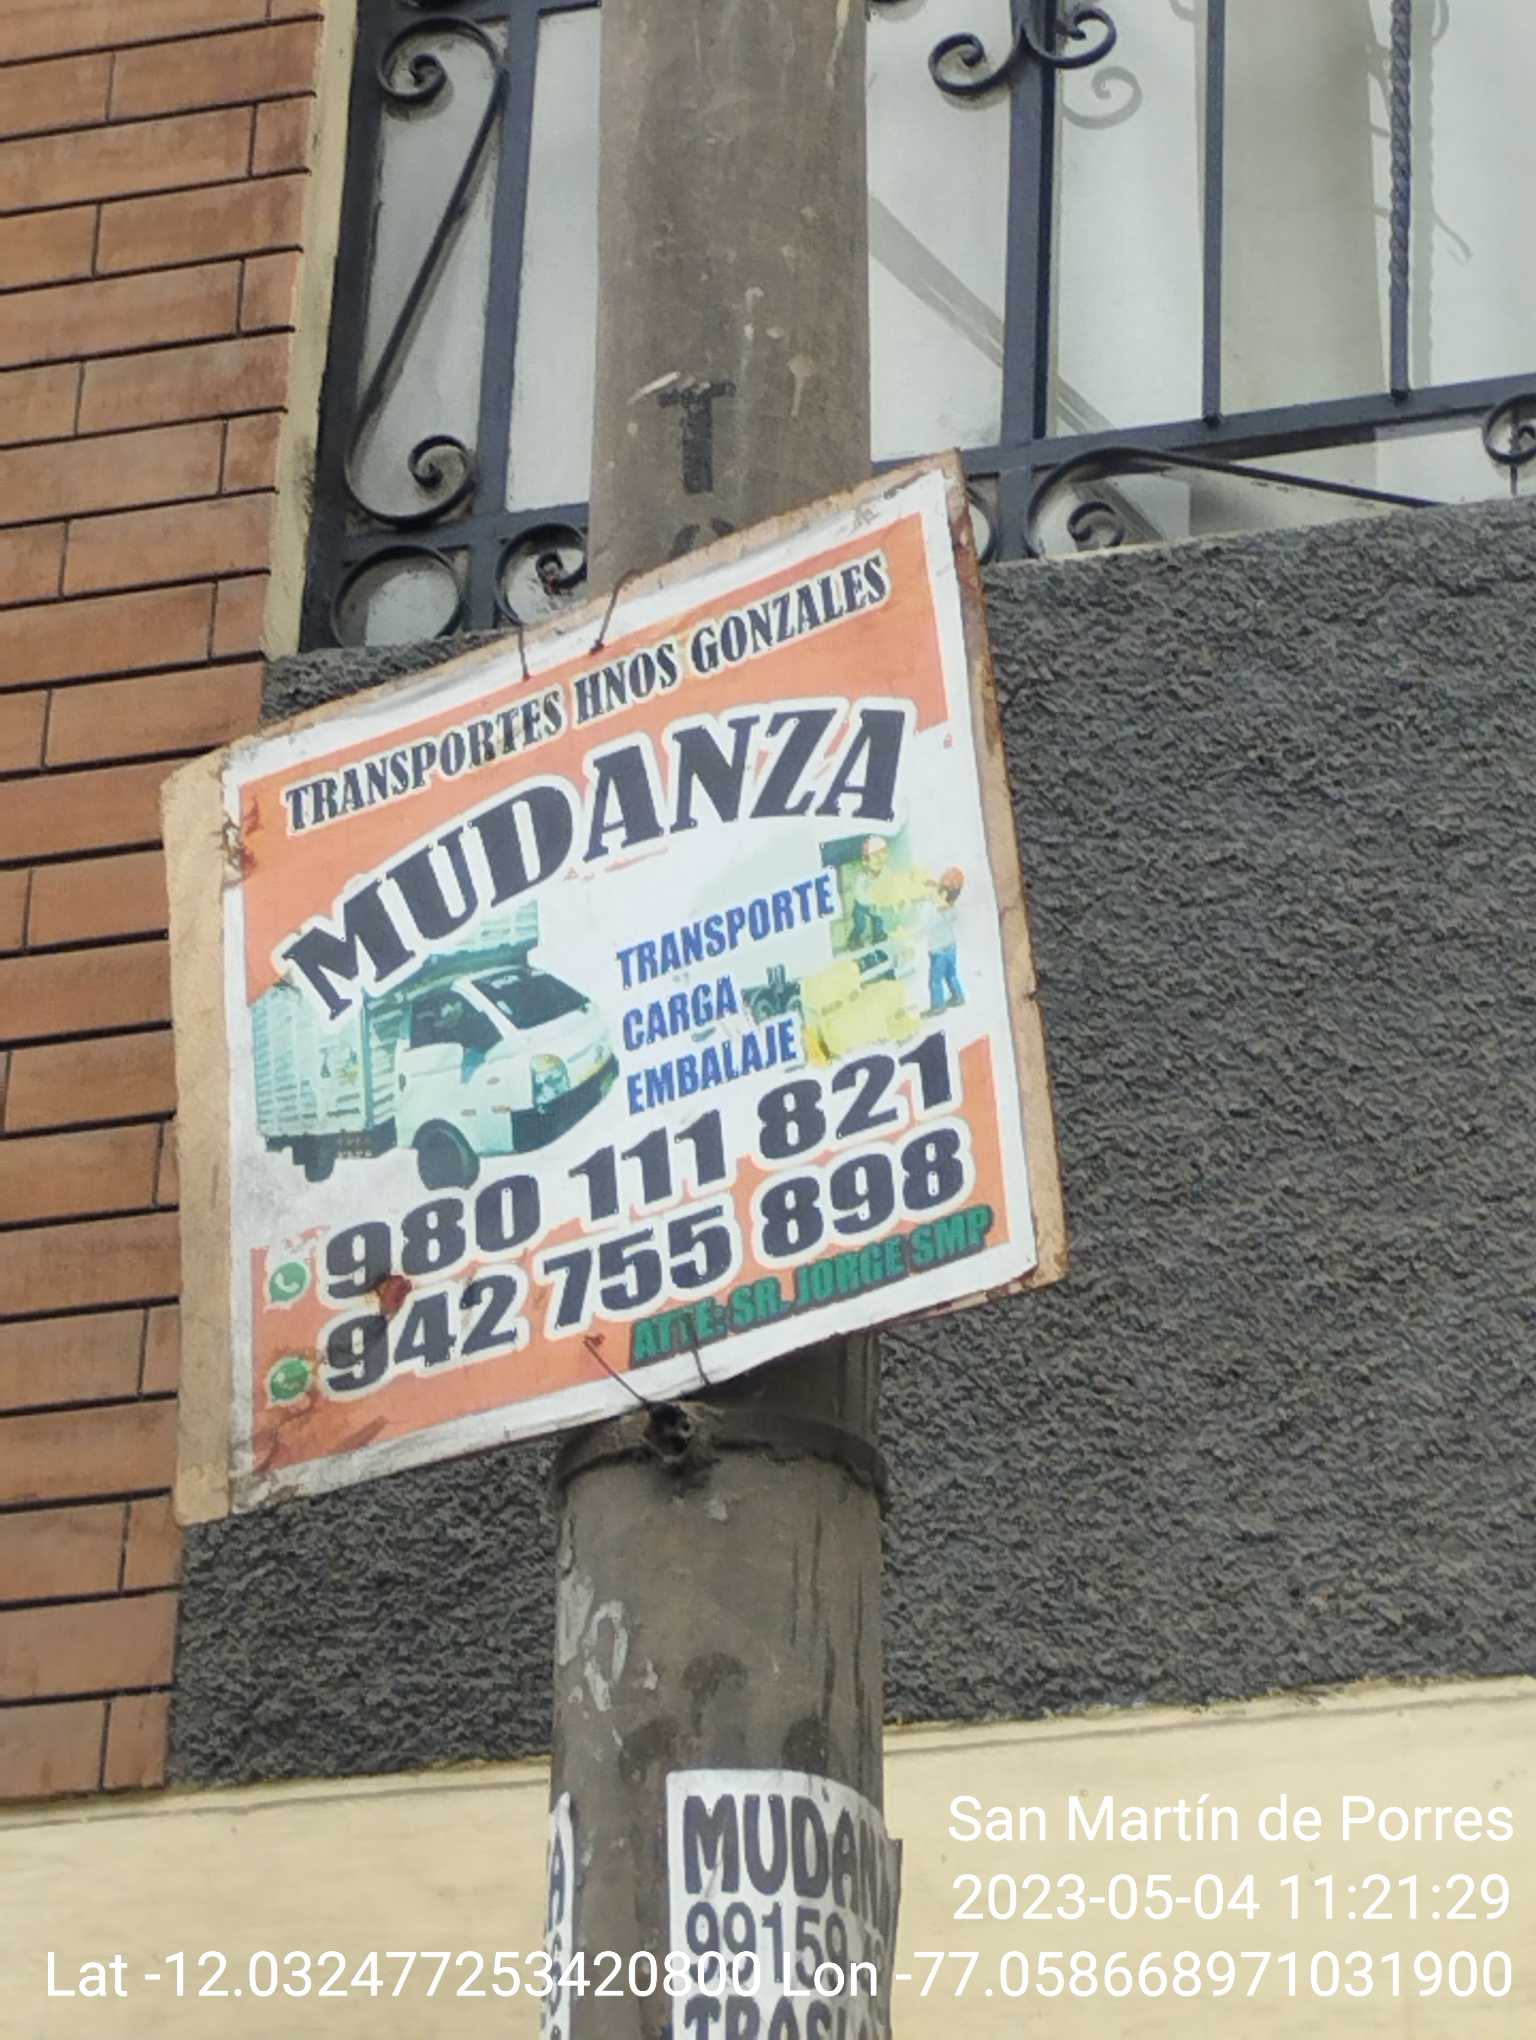 T
TRANSPORTES HNOS GONZALES
MUDANZA
TRANSPORTE
CARGA
EMBALAJE
980 111 821
942 755 898
ATTE: SR. JORGE SMP
MUDAN
99159
San Martín de Porres
2023-05-04 11:21:29
Lat -12.032477253420800 Lon -77.058668971031900